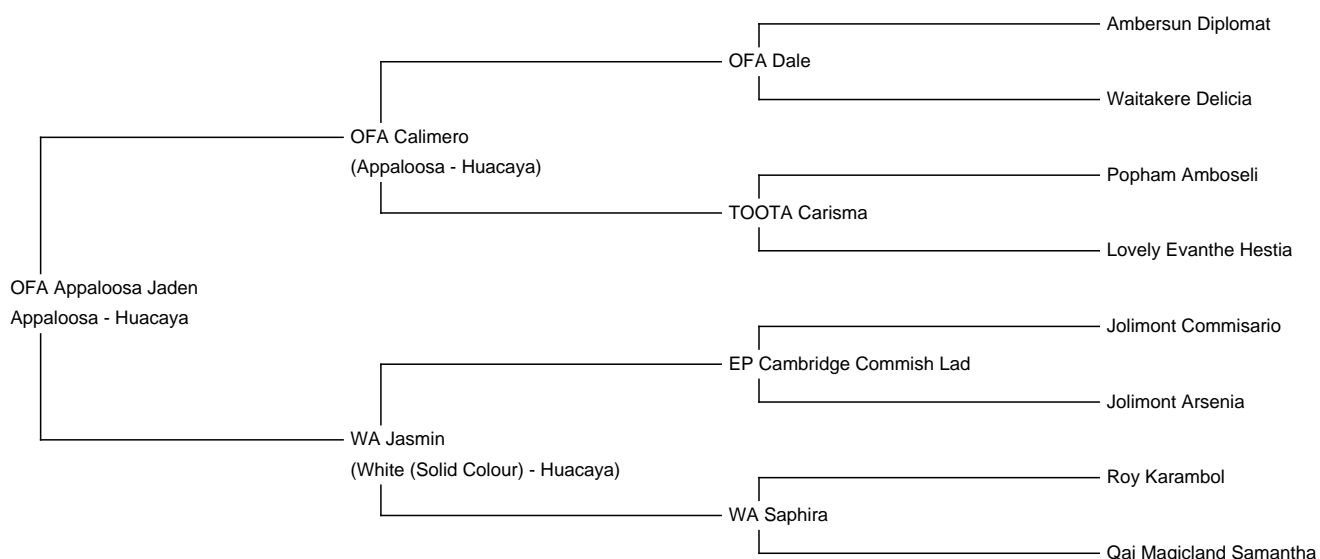 Ambersun Diplomat
OFA Dale
Waitakere Delicia
OFA Calimero
(Appaloosa - Huacaya)
Popham Amboseli
TOOTA Carisma
Lovely Evanthe Hestia
OFA Appaloosa Jaden
Appaloosa - Huacaya
Jolimont Commisario
EP Cambridge Commish Lad
Jolimont Arsenia
WA Jasmin
(White (Solid Colour) - Huacaya)
Roy Karambol
WA Saphira
Qai Magicland Samantha